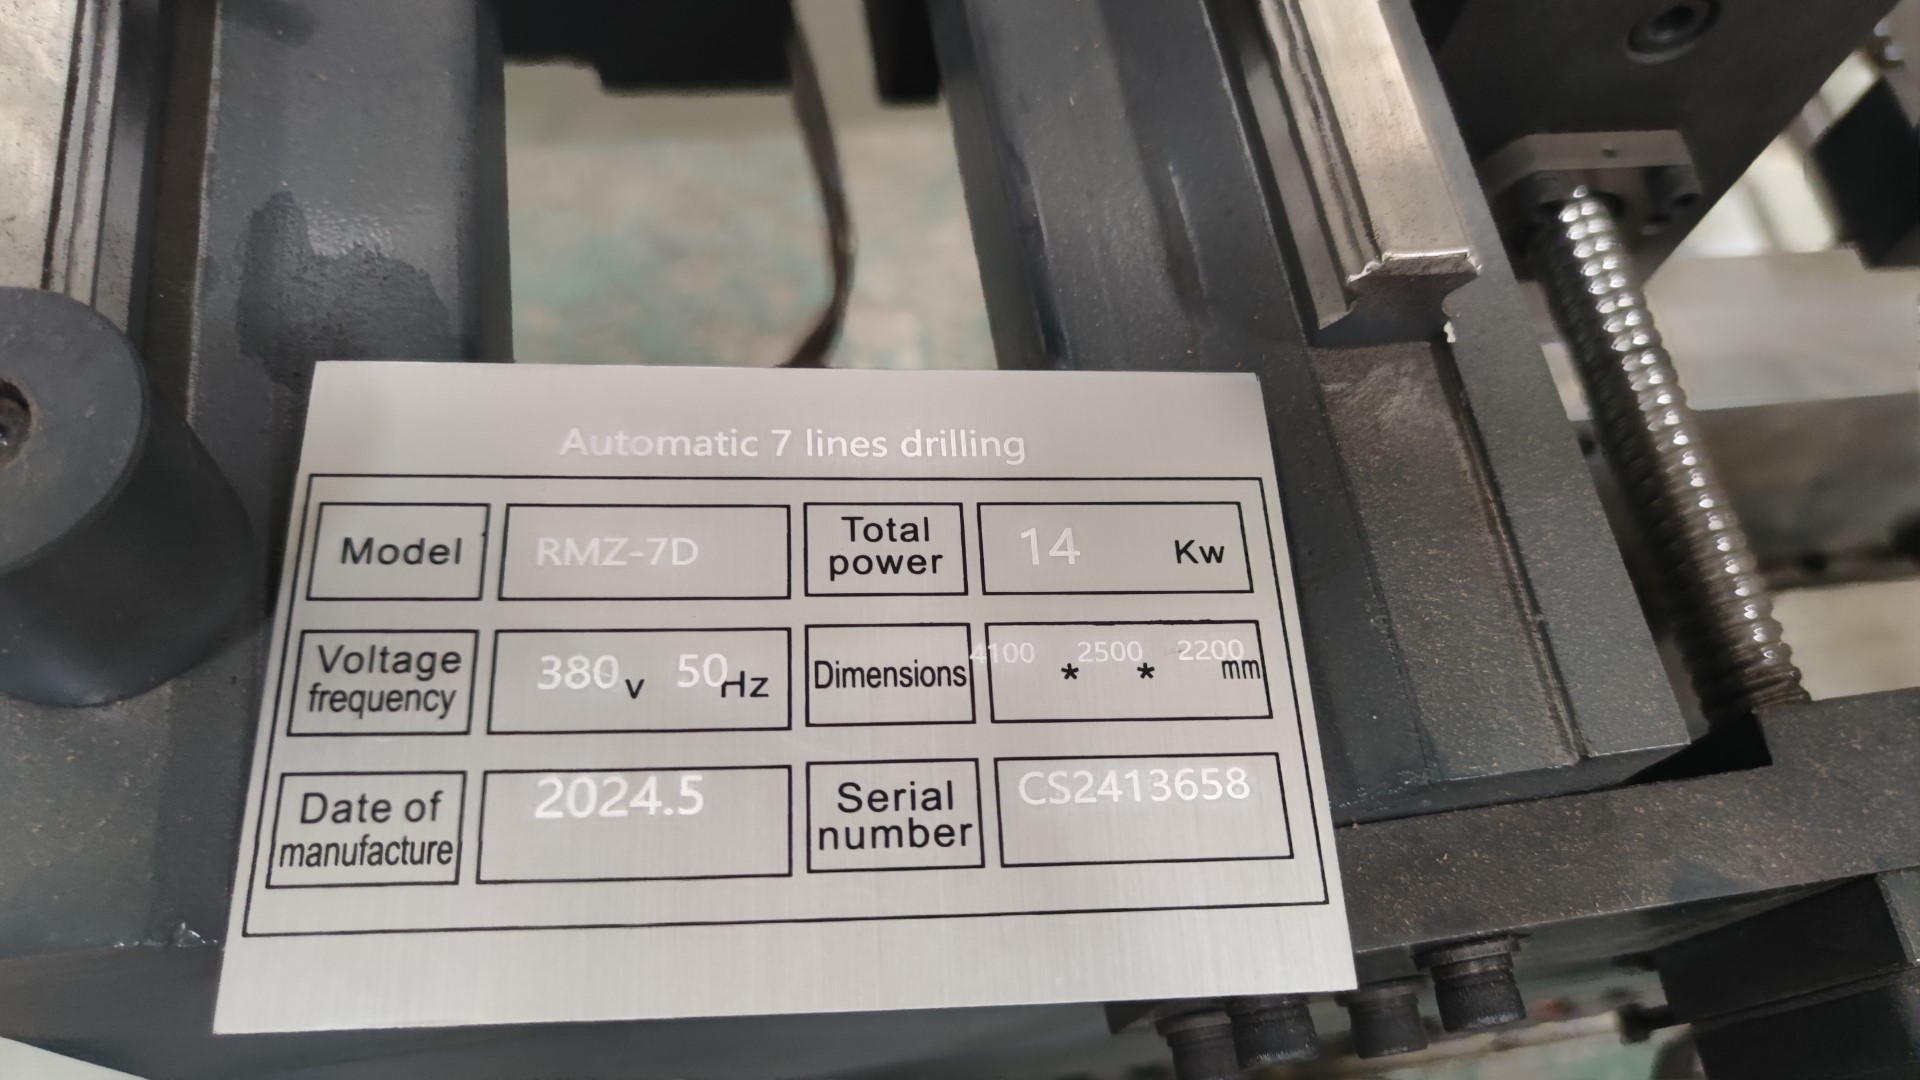 Automatic 7 lines drilling
Model RMZ-7D Total power 14 Kw
Voltage frequency 380 v 50 Hz Dimensions 4100 * 2500 * 2200 mm
Date of manufacture 2024.5 Serial number CS2413658